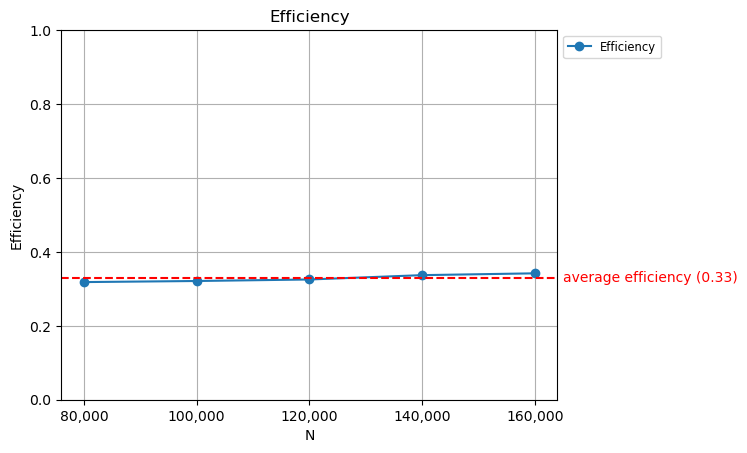 Efficiency
1.0
0.8
0.6
0.4
0.2
0.0
Efficiency
80,000
100,000
120,000
140,000
160,000
N
Efficiency
average efficiency (0.33)